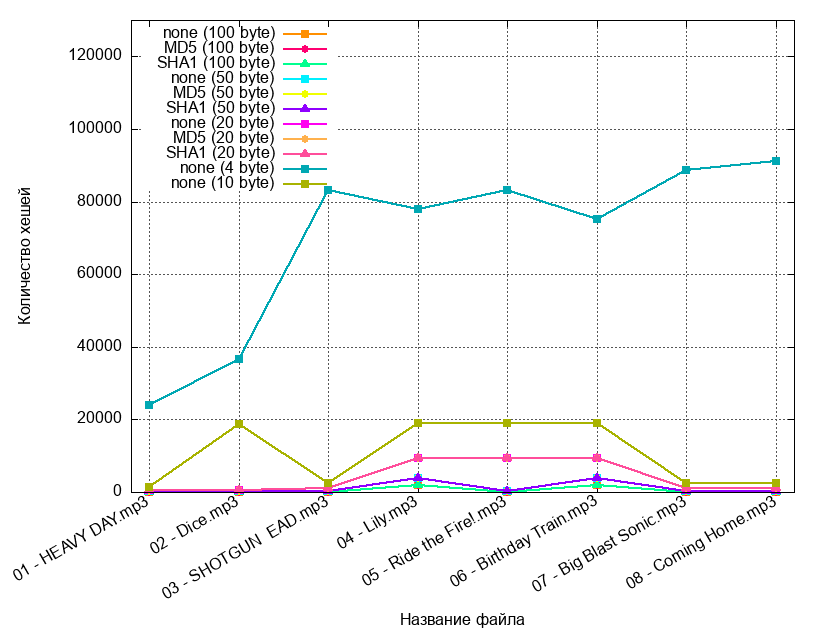 none (100 byte)
MD5 (100 byte)
SHA1 (100 byte)
none (50 byte)
MD5 (50 byte)
SHA1 (50 byte)
none (20 byte)
MD5 (20 byte)
SHA1 (20 byte)
none (4 byte)
none (10 byte)
120000
100000
80000
60000
40000
20000
0
Количество хешей
01 - HEAVY DAY.mp3
02 - Dice.mp3
03 - SHOTGUN EAD.mp3
04 - Lily.mp3
05 - Ride the Fire!.mp3
06 - Birthday Train.mp3
07 - Big Blast Sonic.mp3
08 - Coming Home.mp3
Название файла